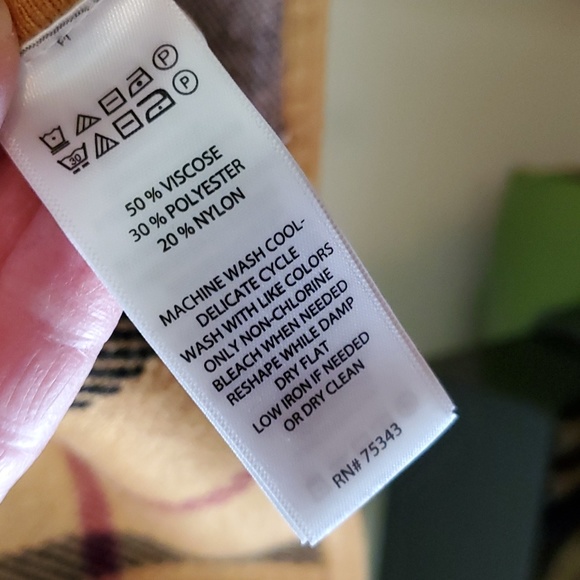 P
30 P
50 % VISCOSE
30 % POLYESTER
20 % NYLON
MACHINE WASH COOL-
DELICATE CYCLE
WASH WITH LIKE COLORS
ONLY NON-CHLORINE
BLEACH WHEN NEEDED
RESHAPE WHILE DAMP
DRY FLAT
LOW IRON IF NEEDED
OR DRY CLEAN
RN# 75343